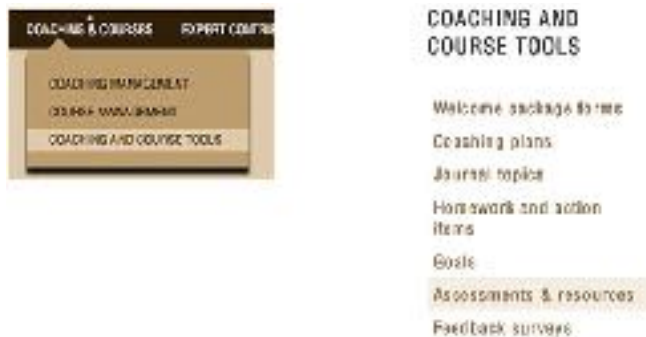 COACHING & COURSES EXPERT
COACHING MANAGEMENT
COURSE MANAGEMENT
COACHING AND COURSE TOOLS
COACHING AND
COURSE TOOLS
Welcome package forms
Coaching plans
Journal topics
Homework and action
items
Goals
Assessments & resources
Feedback surveys